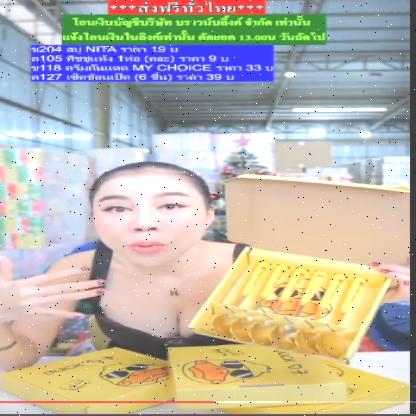 ***ส่งฟรีทั่วไทย***
โอนเงินบัญชีบริษัท บราวนับอั้งค์ จำกัด เท่านั้น
แจ้งโอนเงินในลิงค์เท่านั้น ตัดยอด 13.00น วันถัดไป
ข204 สบู่ NITA ราคา 19 บ
ด105 ทิชชู่แห้ง 1ห่อ (คละ) ราคา 9 บ
ข118 ครีมกันแดด MY CHOICE ราคา 33 บ
ด127 เซ็ตช้อนเป็ด (6 ชิ้น) ราคา 39 บ